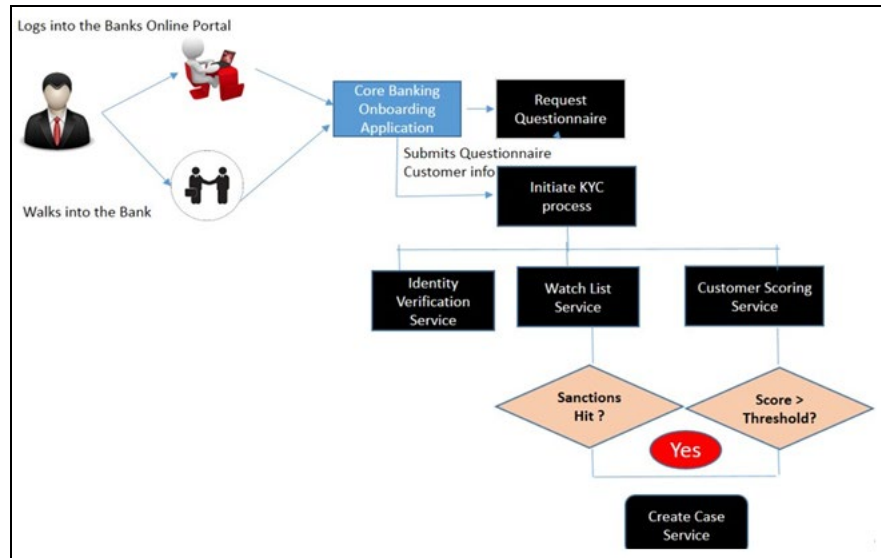 Logs into the Banks Online Portal
Core Banking
Onboarding
Application
Request
Questionnaire
Submits Questionnaire
Customer info
Walks into the Bank
Initiate KYC
process
Identity
Verification
Service
Watch List
Service
Customer Scoring
Service
Sanctions
Hit ?
Score >
Threshold?
Yes
Create Case
Service